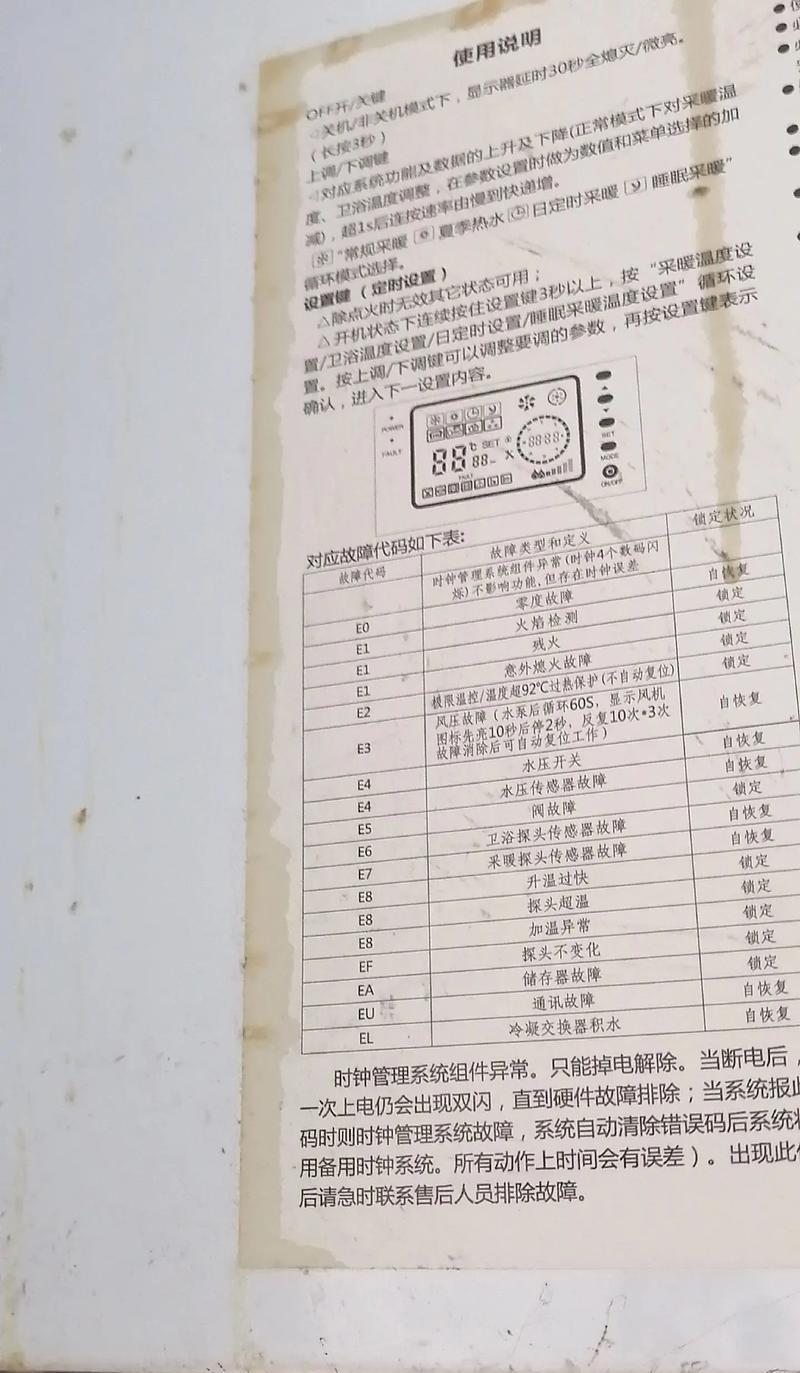 使用说明
OFF开/关键
关机/非关机模式下，显示器延时30秒全熄灭/微亮。
（长按3秒）
上调/下调键
对应系统功能及数据的上升及下降(正常模式下对采暖温
度、卫浴温度调整，在参数设置时做为数值和菜单选择的加
减)，超1s后连按速率由慢到快递增。
“常规采暖 夏季热水 日定时采暖 睡眠采暖”
循环模式选择。
设置键（定时设置）
△除点火时无效其它状态可用；
△开机状态下连续按住设置键3秒以上，按“采暖温度设
置/卫浴温度设置/日定时设置/睡眠采暖温度设置”循环设
置。按上调/下调键可以调整要调的参数，再按设置键表示
确认，进入下一设置内容。
POWER
FAULT
88 ℃ SET
88
FAULT
88:88
SET
MODE
ON/OFF
对应故障代码如下表:
故障代码 故障类型和定义 锁定状况
时钟管理系统组件异常(时钟4个数码闪
烁)不影响功能,但存在时钟误差
零度故障 自恢复
E0 火焰检测 锁定
E1 残火 锁定
E1 意外熄火故障 锁定
E1 极限温控/温度超92℃过热保护(不自动复位) 锁定
E2 风压故障（水泵后循环60S，显示风机
图标先亮10秒后停2秒，反复10次*3次
故障消除后可自动复位工作） 自恢复
E3 水压开关 自恢复
E4 水压传感器故障 自恢复
E4 阀故障 锁定
E5 卫浴探头传感器故障 自恢复
E6 采暖探头传感器故障 自恢复
E7 升温过快 锁定
E8 探头超温 锁定
E8 加温异常 锁定
E8 探头不变化 锁定
EF 储存器故障 锁定
EA 通讯故障 自恢复
EU 冷凝交换器积水 自恢复
EL
时钟管理系统组件异常。只能掉电解除。当断电后，
一次上电仍会出现双闪，直到硬件故障排除；当系统报此
码时则时钟管理系统故障，系统自动清除错误码后系统
用备用时钟系统。所有动作上时间会有误差）。出现此
后请急时联系售后人员排除故障。